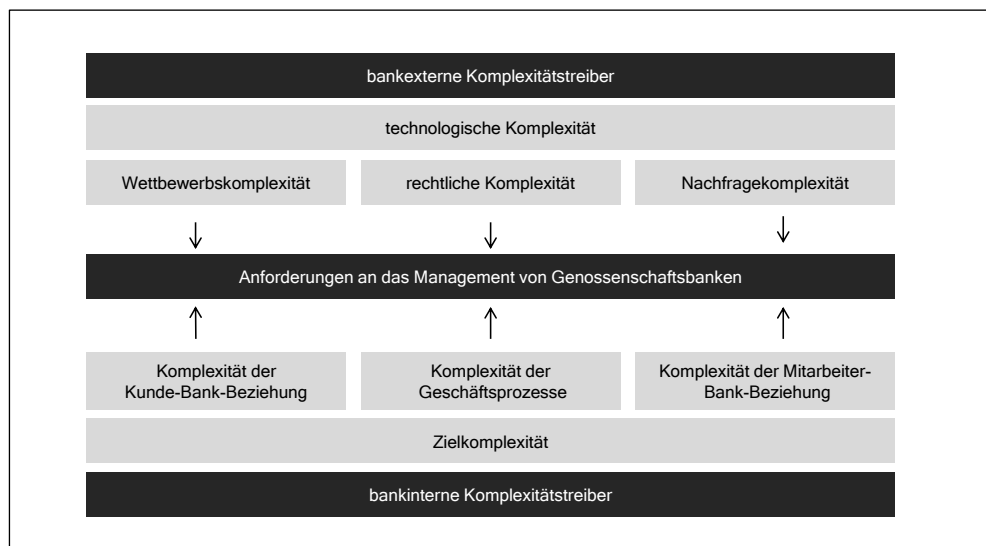 bankexterne Komplexitätstreiber
technologische Komplexität
Wettbewerbskomplexität
rechtliche Komplexität
Nachfragekomplexität
Anforderungen an das Management von Genossenschaftsbanken
Komplexität der
Kunde-Bank-Beziehung
Komplexität der
Geschäftsprozesse
Komplexität der Mitarbeiter-
Bank-Beziehung
Zielkomplexität
bankinterne Komplexitätstreiber